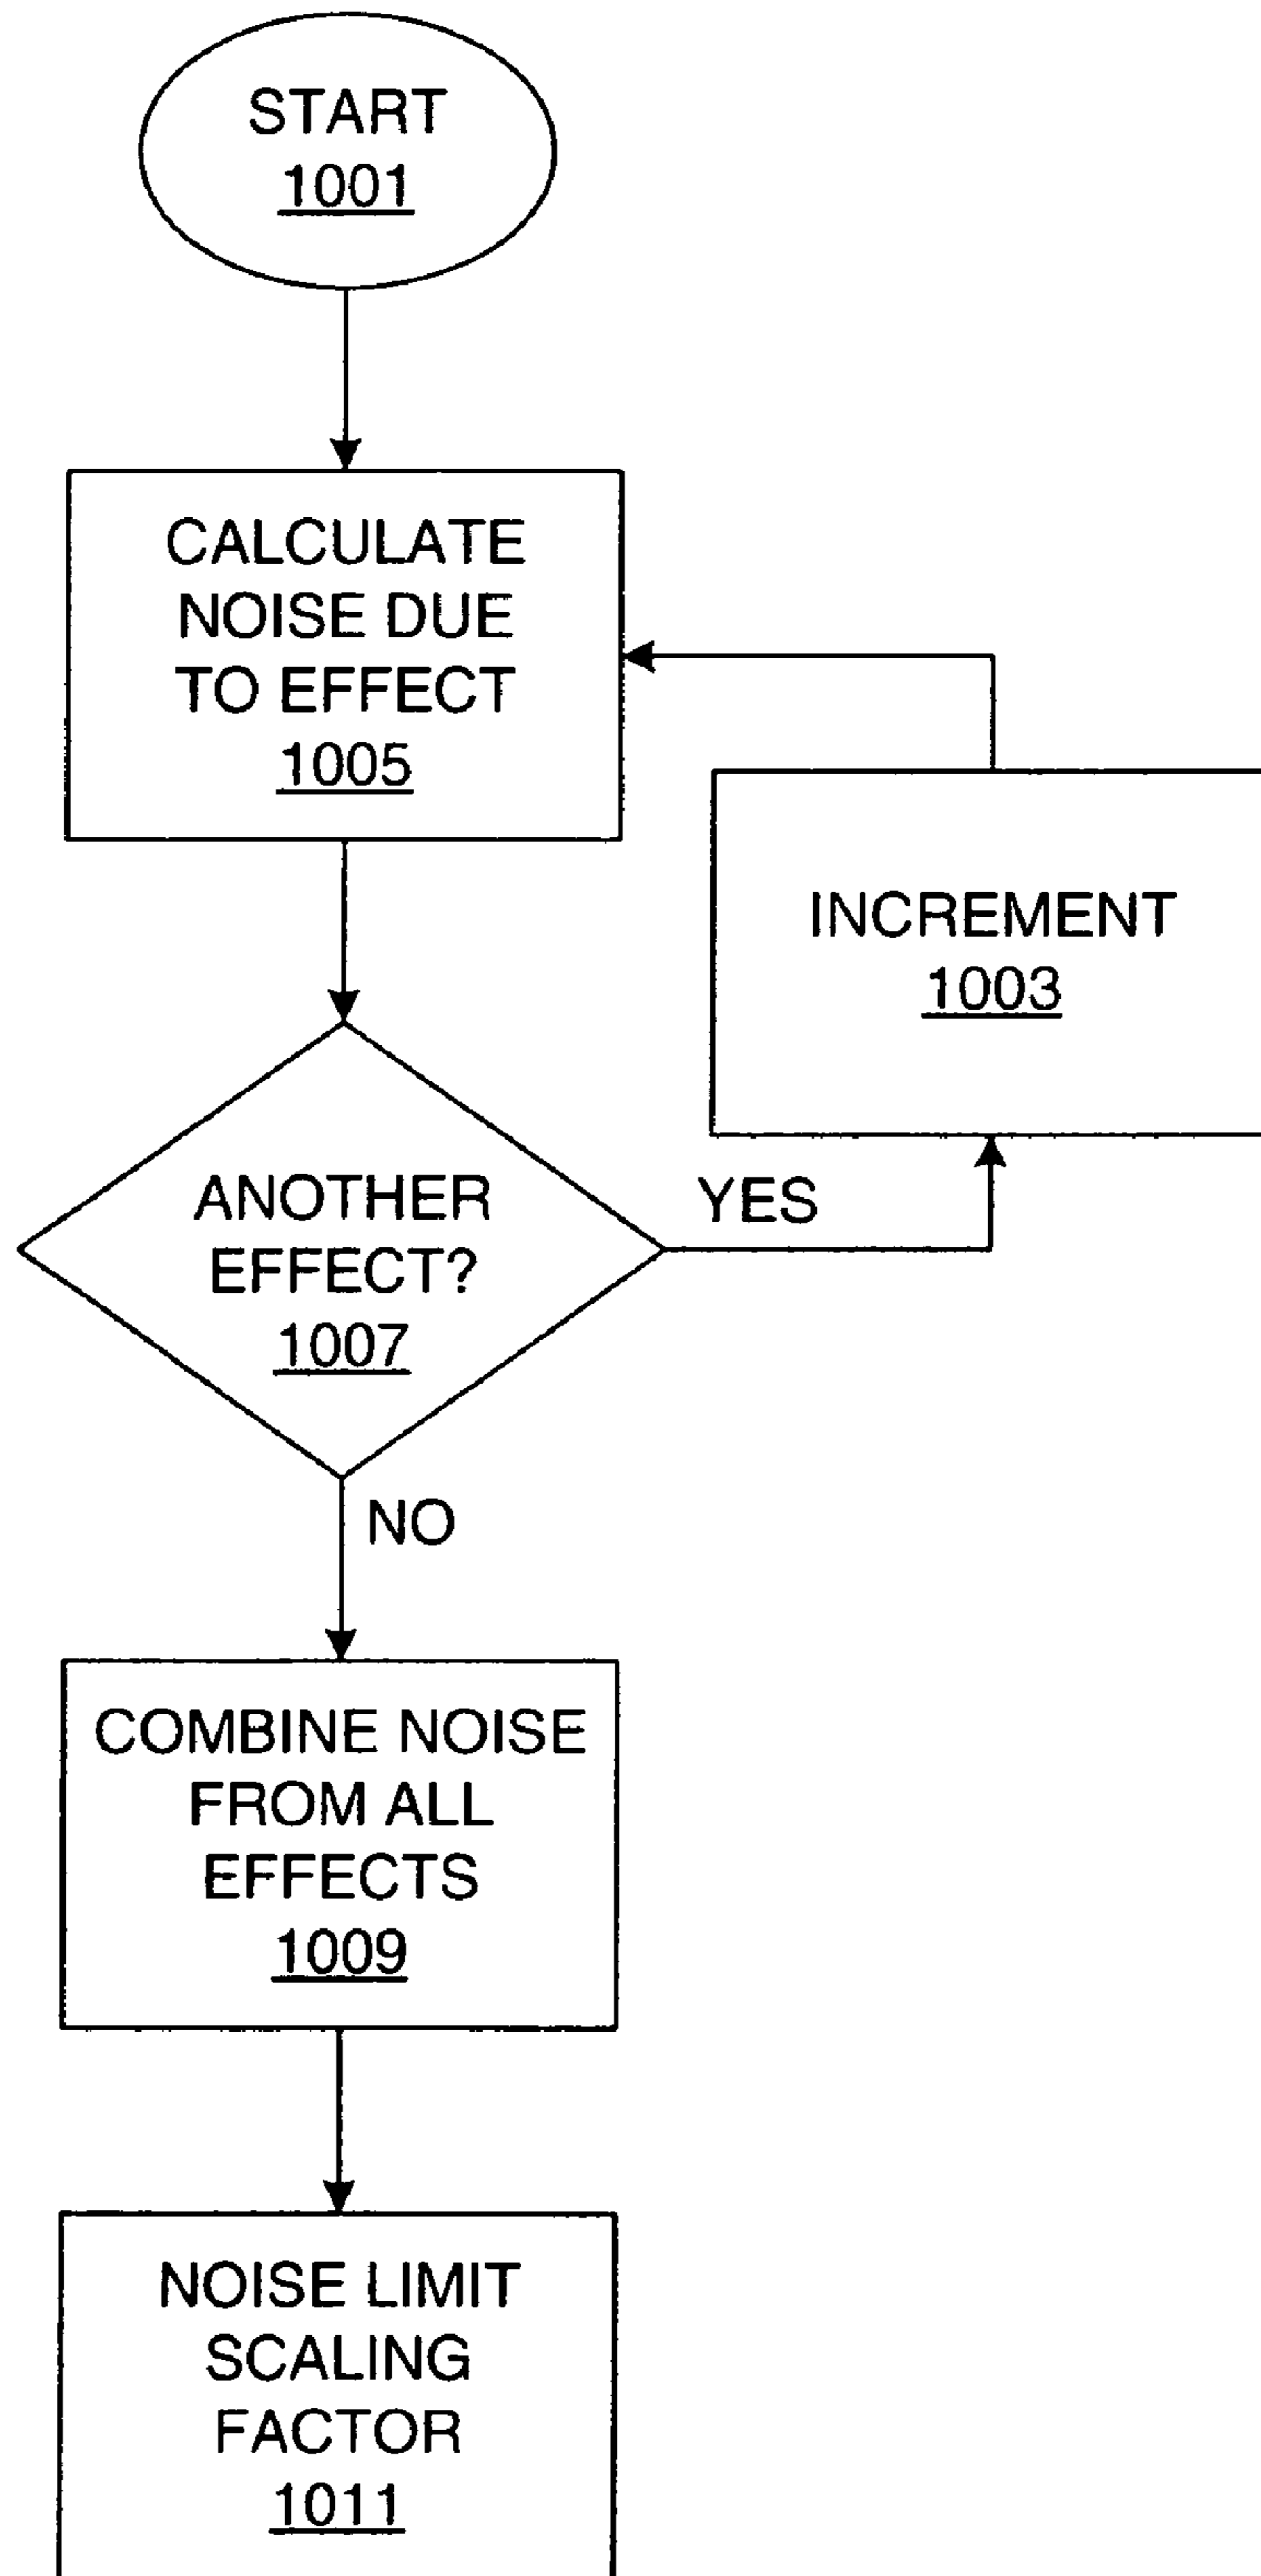 START
1001
CALCULATE
NOISE DUE
TO EFFECT
1005
INCREMENT
1003
ANOTHER
EFFECT?
1007
YES
NO
COMBINE NOISE
FROM ALL
EFFECTS
1009
NOISE LIMIT
SCALING
FACTOR
1011